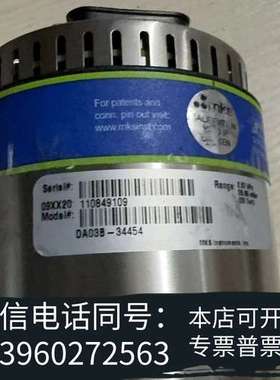 For patents and
conn. pin out visit:
www.mksinst.com
mks
Serial#:
09XX20 110849109
Model#:
DA03B-34454
Range:
MKS Instruments, Inc.
信电话同号：
3960272563
本店可开
专票普票